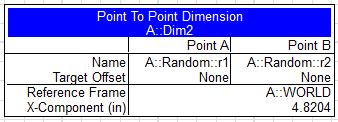 Point To Point Dimension
A::Dim2
Point A Point B
Name A::Random::r1 A::Random::r2
Target Offset None None
Reference Frame A::WORLD
X-Component (in) 4.8204